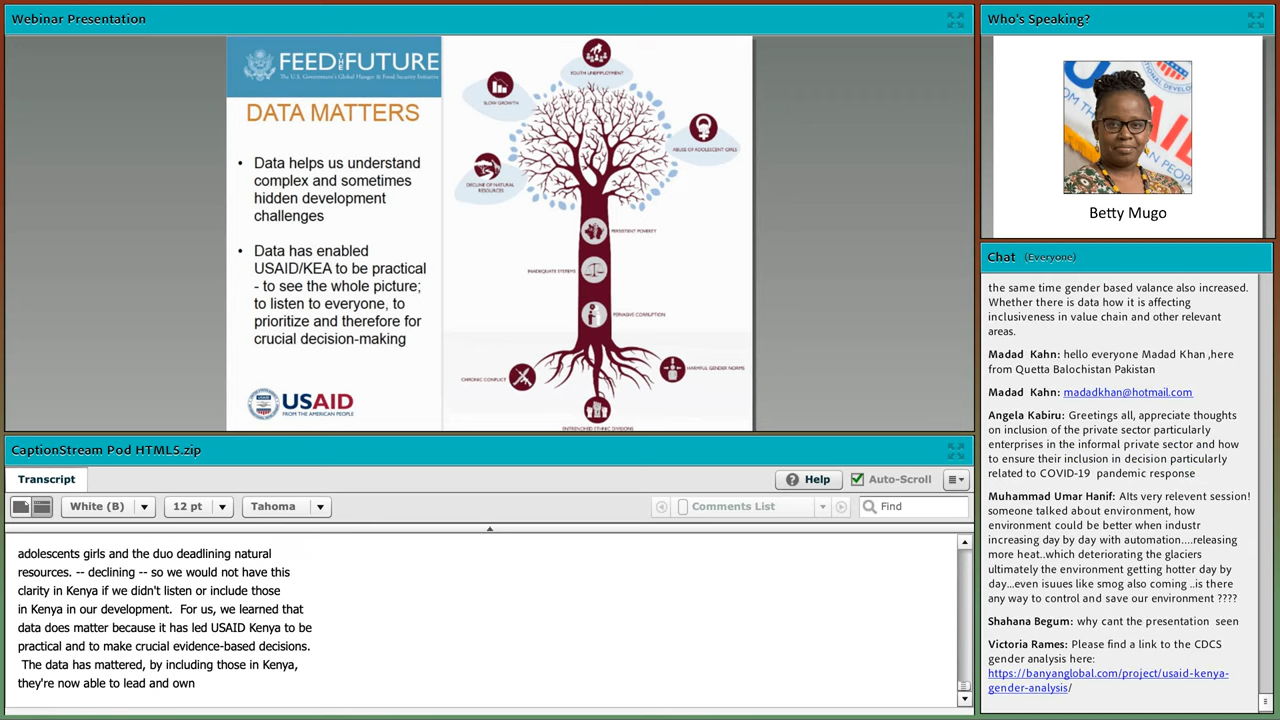 Webinar Presentation
FEED THE FUTURE
The U.S. Government's Global Hunger & Food Security Initiative
DATA MATTERS
• Data helps us understand
complex and sometimes
hidden development
challenges
• Data has enabled
USAID/KEA to be practical
- to see the whole picture;
to listen to everyone, to
prioritize and therefore for
crucial decision-making
USAID
FROM THE AMERICAN PEOPLE
YOUTH UNEMPLOYMENT
SLOW GROWTH
ABUSE OF ADOLESCENT GIRLS
DECLINE OF NATURAL
RESOURCES
PERSISTENT POVERTY
INADEQUATE SYSTEMS
PERVASIVE CORRUPTION
CHRONIC CONFLICT
HARMFUL GENDER NORMS
ENTRENCHED ETHNIC DIVISIONS
Who's Speaking?
Betty Mugo
Chat (Everyone)
the same time gender based valance also increased.
Whether there is data how it is affecting
inclusiveness in value chain and other relevant
areas.
Madad Kahn: hello everyone Madad Khan ,here
from Quetta Balochistan Pakistan
Madad Kahn: madadkhan@hotmail.com
Angela Kabiru: Greetings all, appreciate thoughts
on inclusion of the private sector particularly
enterprises in the informal private sector and how
to ensure their inclusion in decision particularly
related to COVID-19 pandemic response
Muhammad Umar Hanif: AIts very relevent session!
someone talked about environment, how
environment could be better when industr
increasing day by day with automation....releasing
more heat..which deteriorating the glaciers
ultimately the environment getting hotter day by
day...even isuues like smog also coming ..is there
any way to control and save our environment ????
Shahana Begum: why cant the presentation seen
Victoria Rames: Please find a link to the CDCS
gender analysis here:
https://banyanglobal.com/project/usaid-kenya-
gender-analysis/
CaptionStream Pod HTML5.zip
Transcript
Help
Auto-Scroll
White (B)
12 pt
Tahoma
Comments List
Find
adolescents girls and the duo deadlining natural
resources. -- declining -- so we would not have this
clarity in Kenya if we didn't listen or include those
in Kenya in our development. For us, we learned that
data does matter because it has led USAID Kenya to be
practical and to make crucial evidence-based decisions.
The data has mattered, by including those in Kenya,
they're now able to lead and own